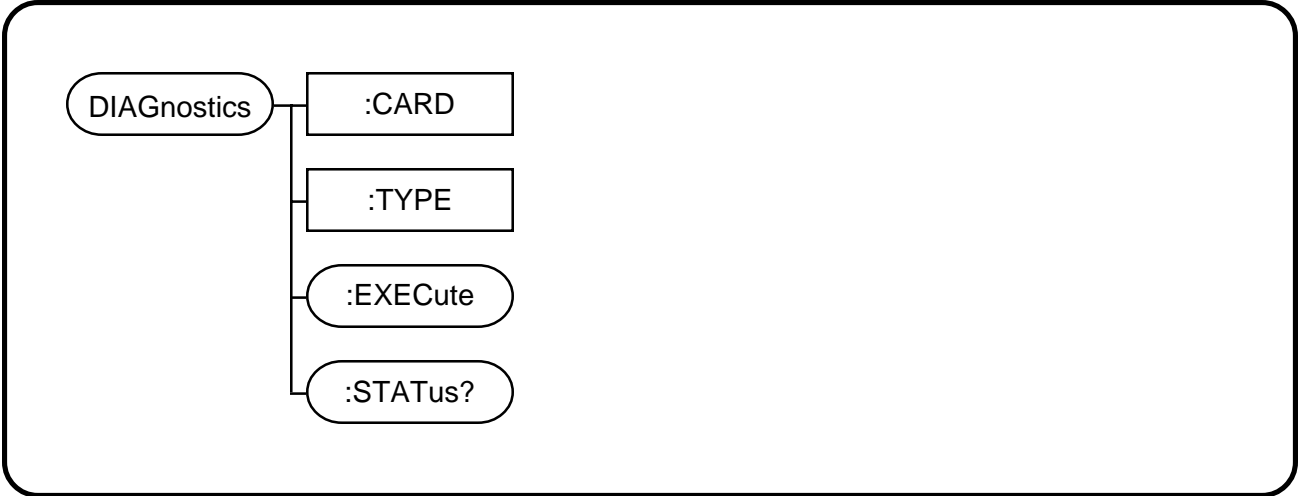 DIAGnostics
:CARD
:TYPE
:EXECute
:STATus?